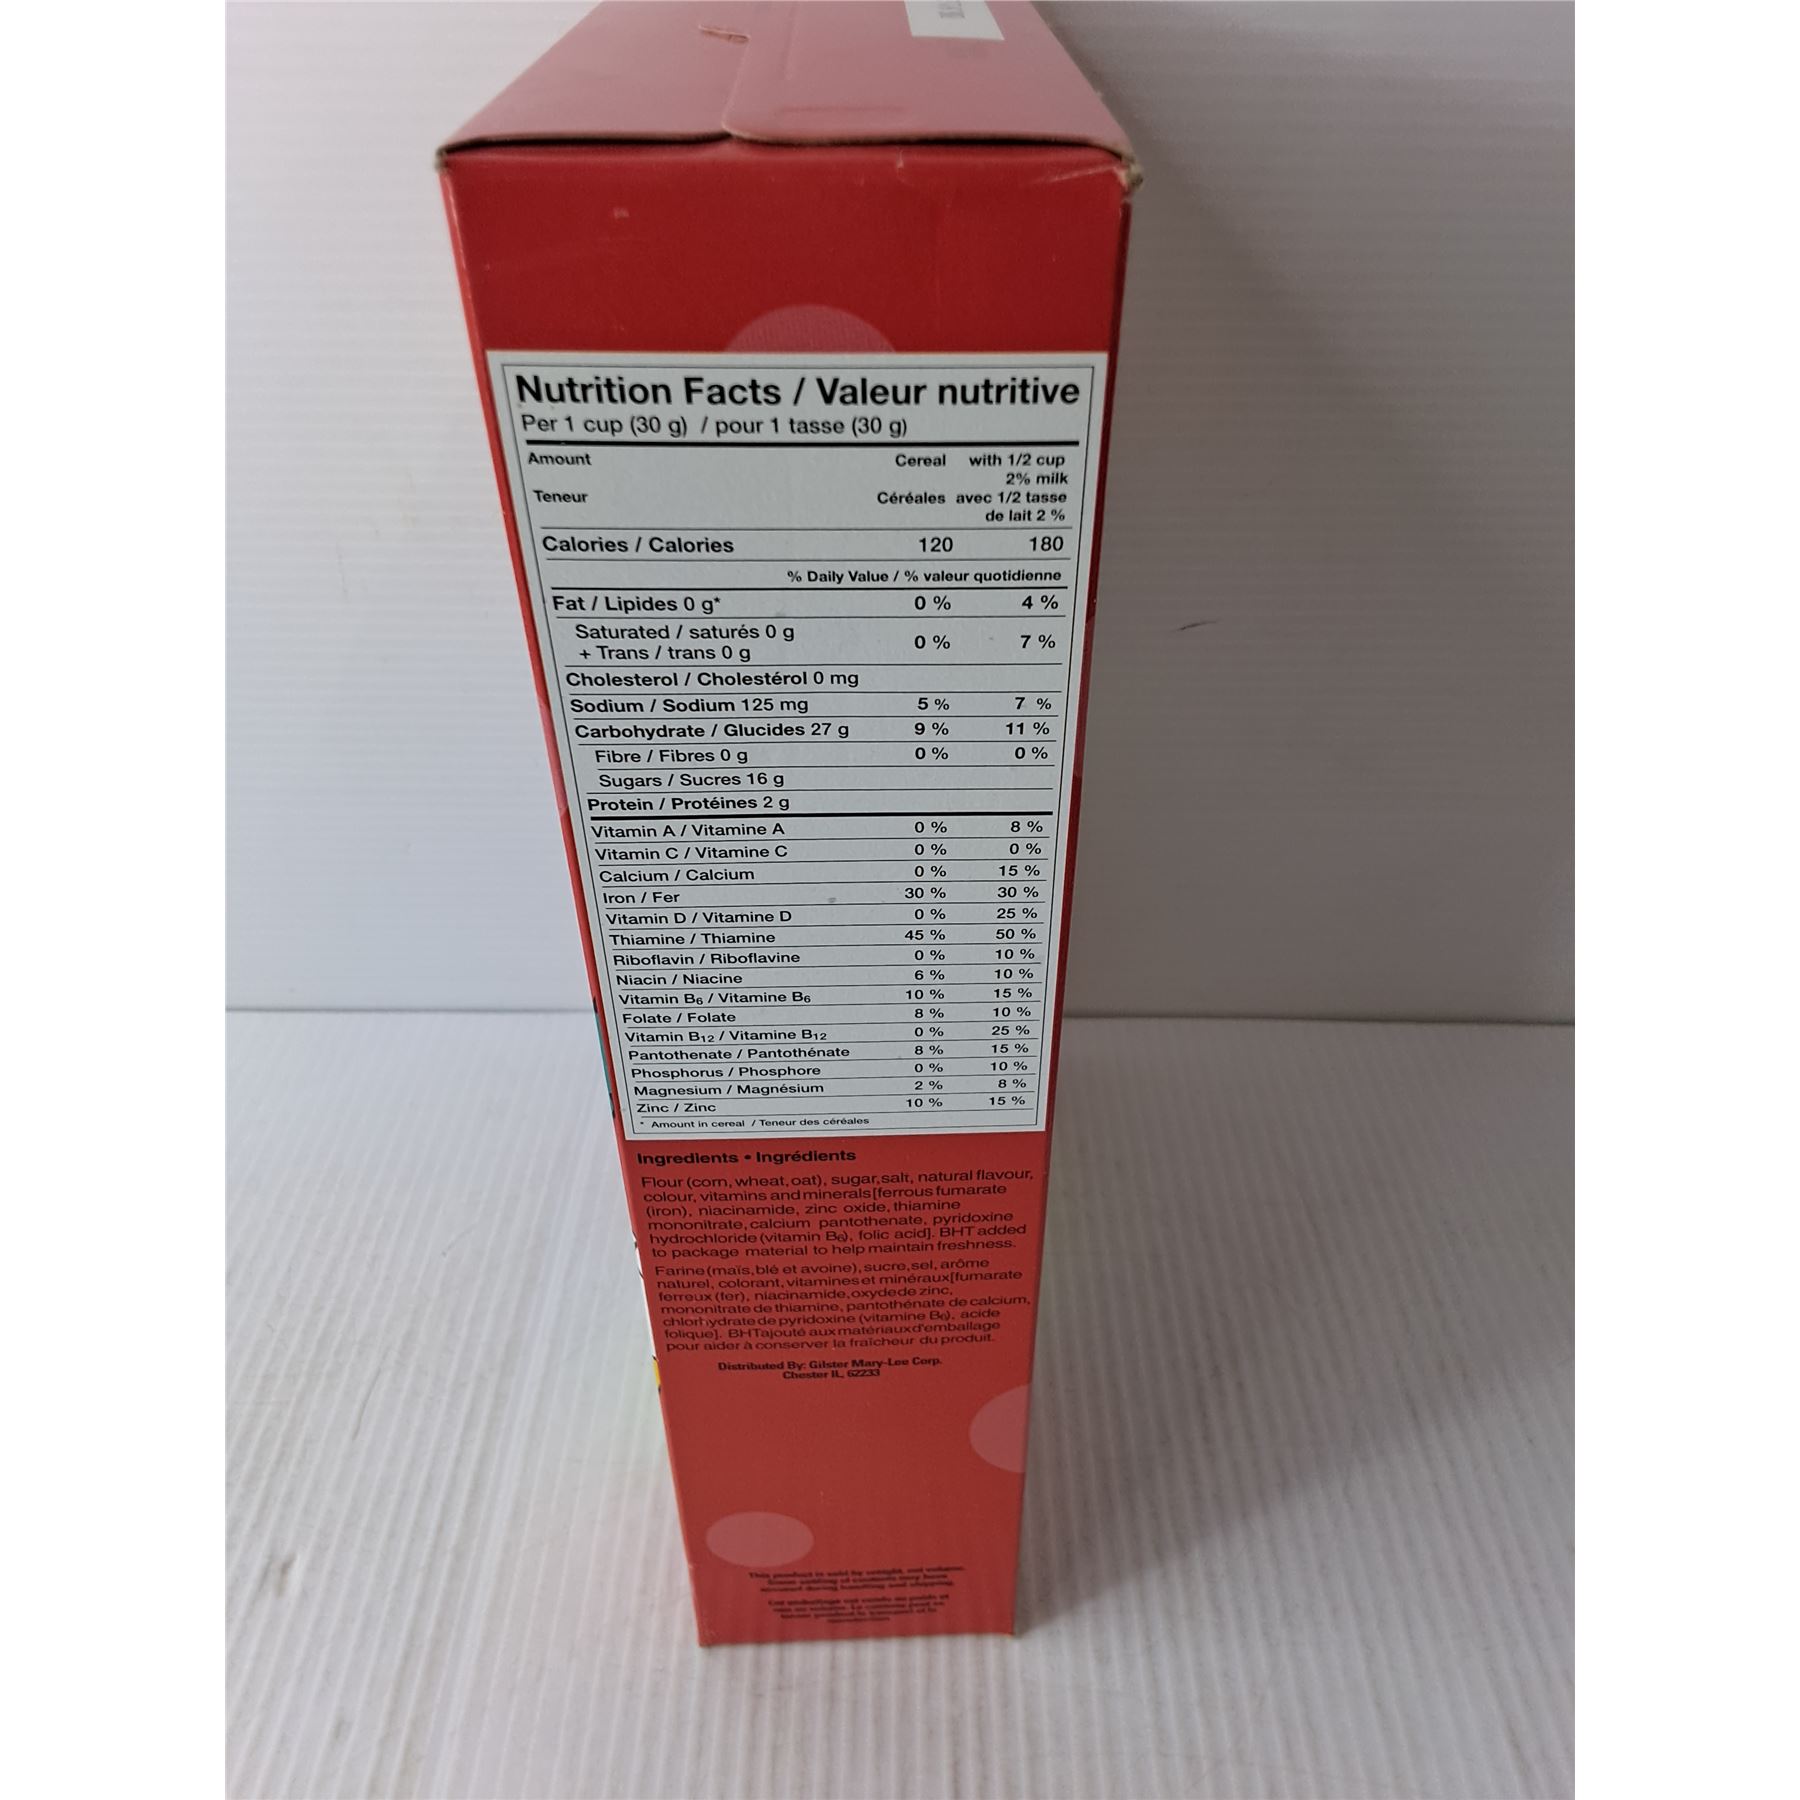 Nutrition Facts / Valeur nutritive
Per 1 cup (30 g) / pour 1 tasse (30 g)
Amount Cereal with 1/2 cup
2% milk
Teneur Céréales avec 1/2 tasse
de lait 2 %
Calories / Calories 120 180
% Daily Value / % valeur quotidienne
Fat / Lipides 0 g* 0 % 4 %
Saturated / saturés 0 g
+ Trans / trans 0 g 0 % 7 %
Cholesterol / Cholestérol 0 mg
Sodium / Sodium 125 mg 5 % 7 %
Carbohydrate / Glucides 27 g 9 % 11 %
Fibre / Fibres 0 g 0 % 0 %
Sugars / Sucres 16 g
Protein / Protéines 2 g
Vitamin A / Vitamine A 0 % 8 %
Vitamin C / Vitamine C 0 % 0 %
Calcium / Calcium 0 % 15 %
Iron / Fer 30 % 30 %
Vitamin D / Vitamine D 0 % 25 %
Thiamine / Thiamine 45 % 50 %
Riboflavin / Riboflavine 0 % 10 %
Niacin / Niacine 6 % 10 %
Vitamin B6 / Vitamine B6 10 % 15 %
Folate / Folate 8 % 10 %
Vitamin B12 / Vitamine B12 0 % 25 %
Pantothenate / Pantothénate 8 % 15 %
Phosphorus / Phosphore 0 % 10 %
Magnesium / Magnésium 2 % 8 %
Zinc / Zinc 10 % 15 %
* Amount in cereal / Teneur des céréales
Ingredients • Ingrédients
Flour (corn, wheat, oat), sugar, salt, natural flavour,
colour, vitamins and minerals [ferrous fumarate
(iron), niacinamide, zinc oxide, thiamine
mononitrate, calcium pantothenate, pyridoxine
hydrochloride (vitamin B6), folic acid]. BHT added
to package material to help maintain freshness.
Farine (maïs, blé et avoine), sucre, sel, arôme
naturel, colorant, vitamines et minéraux [fumarate
ferreux (fer), niacinamide, oxyde de zinc,
mononitrate de thiamine, pantothénate de calcium,
chlorhydrate de pyridoxine (vitamine B6), acide
folique]. BHT ajouté aux matériaux d'emballage
pour aider à conserver la fraîcheur du produit.
Distributed By: Gilster Mary-Lee Corp.
Chester IL, 62233
This product is sold by weight, not volume.